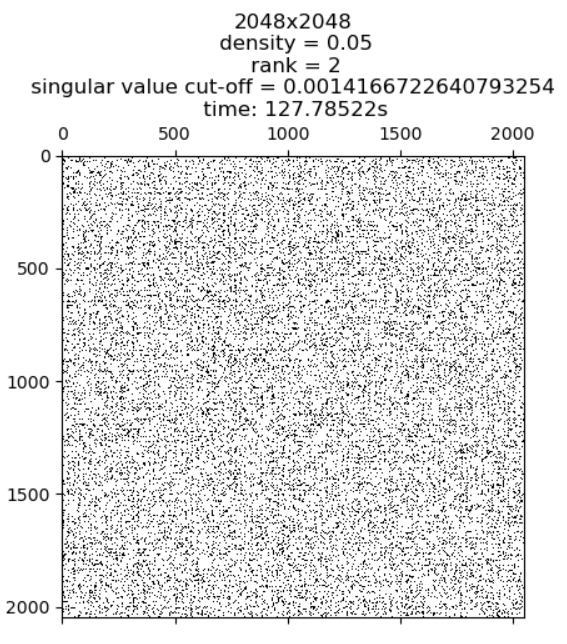 2048x2048
density = 0.05
rank = 2
singular value cut-off = 0.0014166722640793254
time: 127.78522s
0 500 1000 1500 2000
0
500
1000
1500
2000